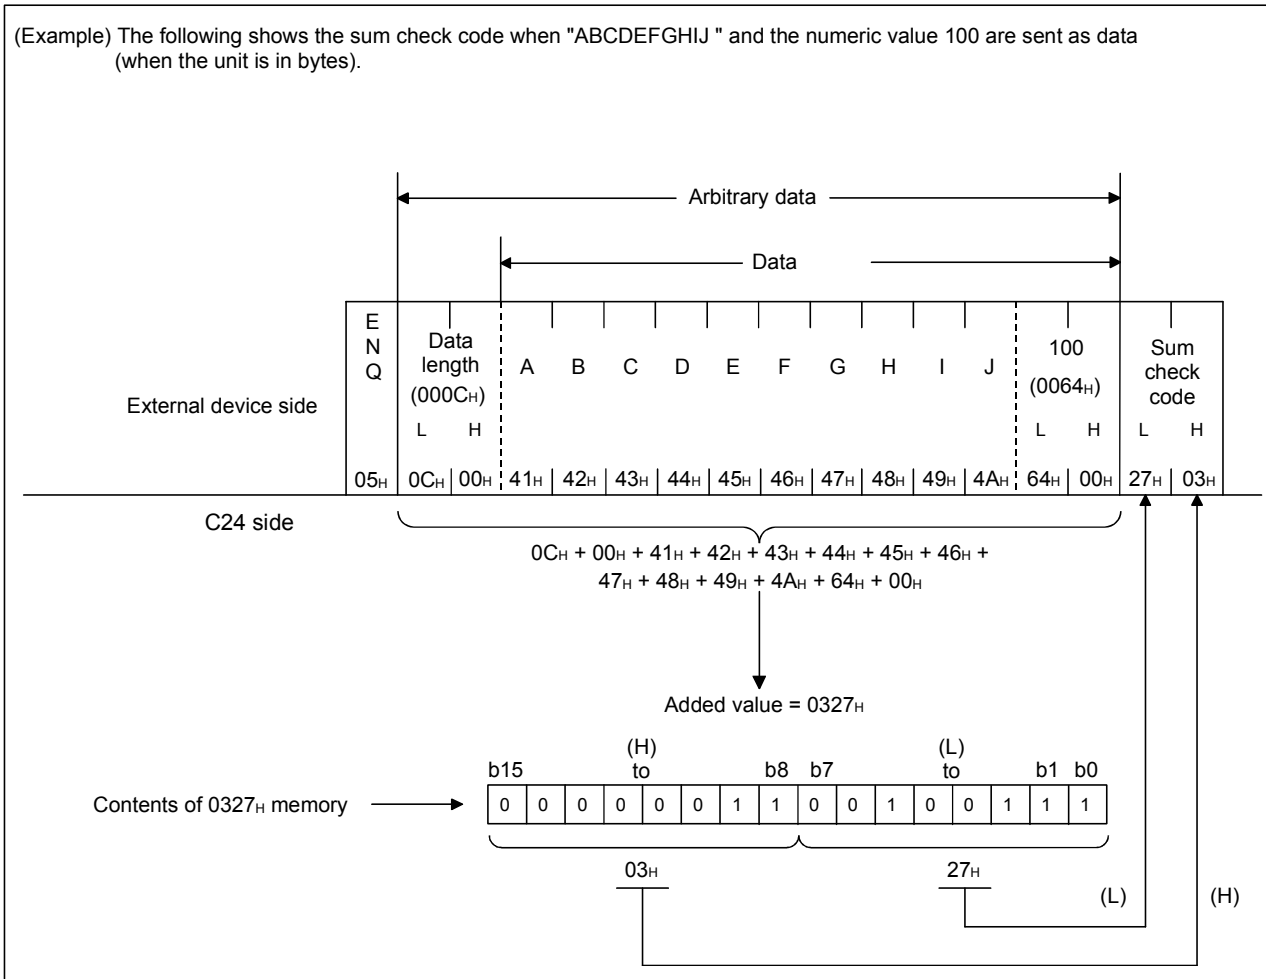 (Example) The following shows the sum check code when "ABCDEFGHIJ " and the numeric value 100 are sent as data
(when the unit is in bytes).
Arbitrary data
Data
E
N
Q
Data
length
(000CH)
A B C D E F G H I J
100
(0064H)
Sum
check
code
External device side
L H L H L H
05H 0CH 00H 41H 42H 43H 44H 45H 46H 47H 48H 49H 4AH 64H 00H 27H 03H
C24 side
0CH + 00H + 41H + 42H + 43H + 44H + 45H + 46H +
47H + 48H + 49H + 4AH + 64H + 00H
Added value = 0327H
(H) (L)
b15 to b8 b7 to b1 b0
Contents of 0327H memory
0 0 0 0 0 0 1 1 0 0 1 0 0 1 1 1
03H 27H
(L) (H)